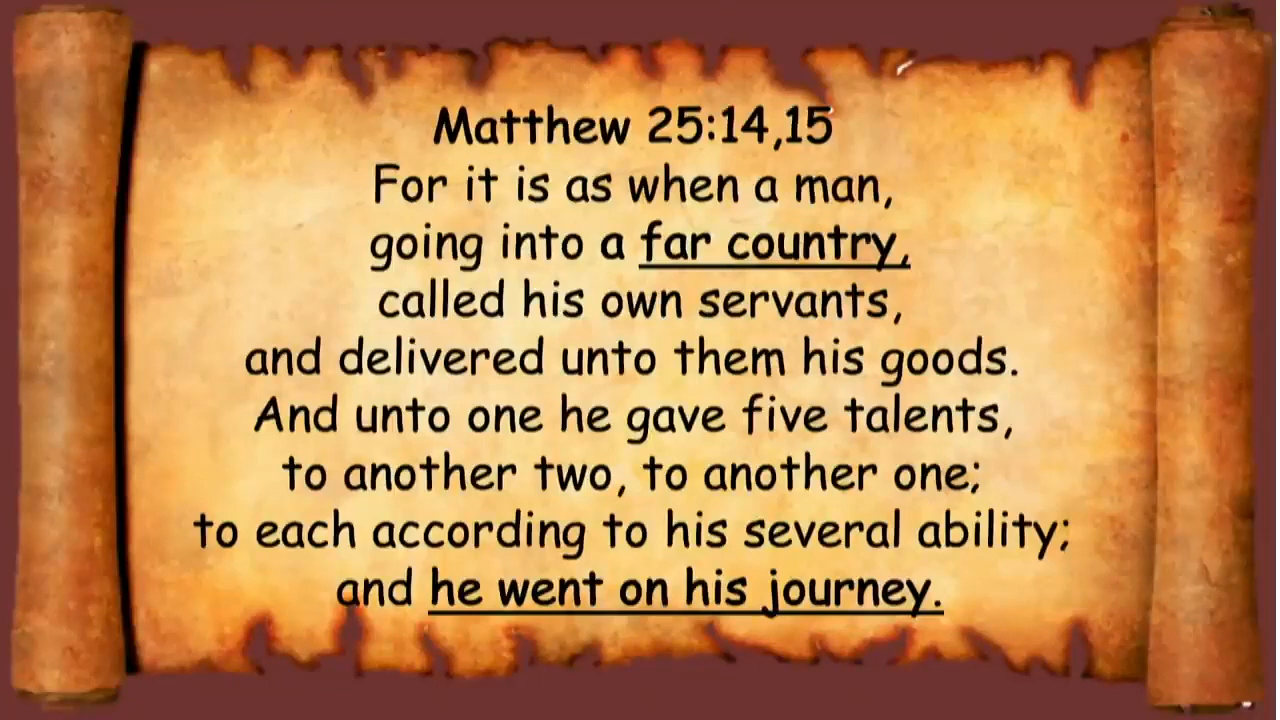 Matthew 25:14,15
For it is as when a man,
going into a far country,
called his own servants,
and delivered unto them his goods.
And unto one he gave five talents,
to another two, to another one;
to each according to his several ability;
and he went on his journey.